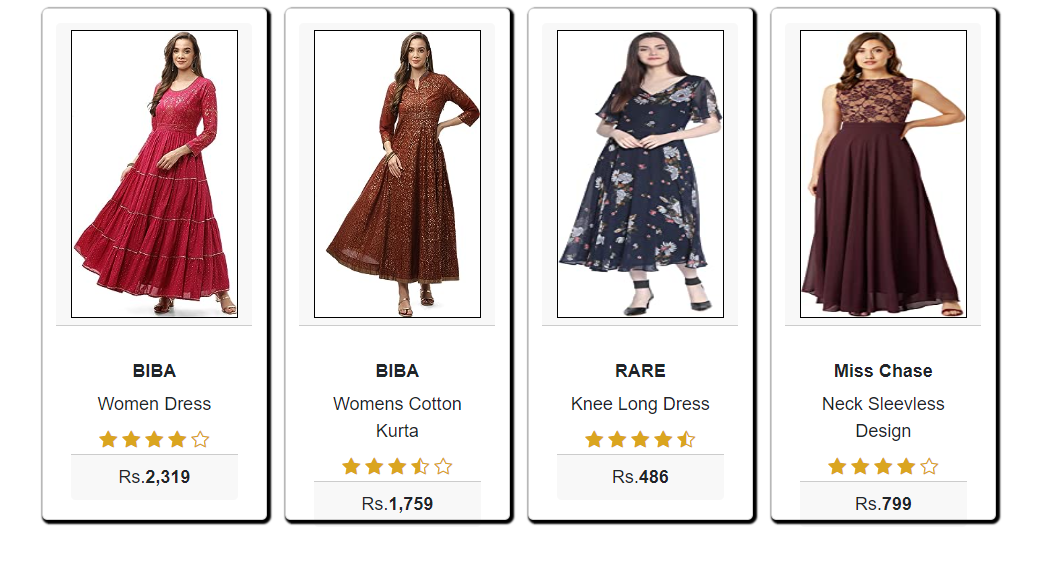 BIBA
Women Dress
Rs.2,319
BIBA
Womens Cotton
Kurta
Rs.1,759
RARE
Knee Long Dress
Rs.486
Miss Chase
Neck Sleevless
Design
Rs.799